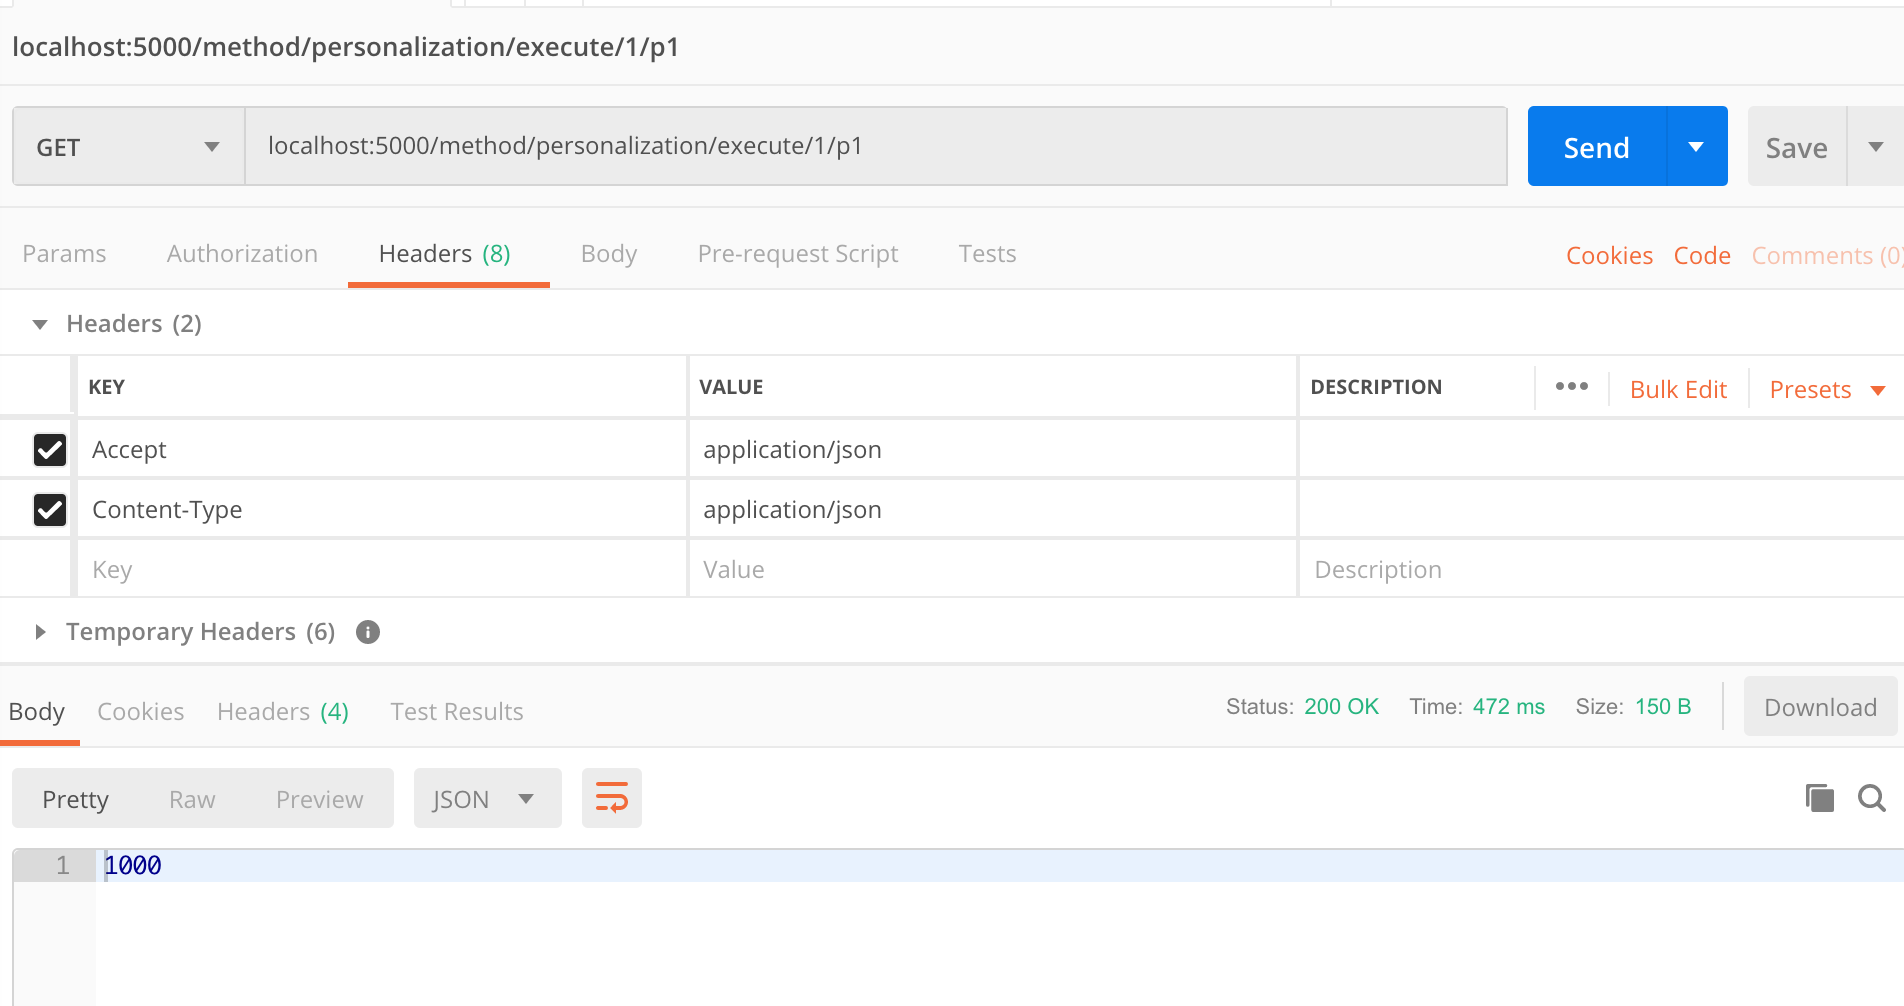 localhost:5000/method/personalization/execute/1/p1
GET localhost:5000/method/personalization/execute/1/p1 Send Save
Params Authorization Headers (8) Body Pre-request Script Tests Cookies Code Comments (0)
Headers (2)
KEY VALUE DESCRIPTION ••• Bulk Edit Presets
Accept application/json
Content-Type application/json
Key Value Description
Temporary Headers (6) i
Body Cookies Headers (4) Test Results Status: 200 OK Time: 472 ms Size: 150 B Download
Pretty Raw Preview JSON
1 1000